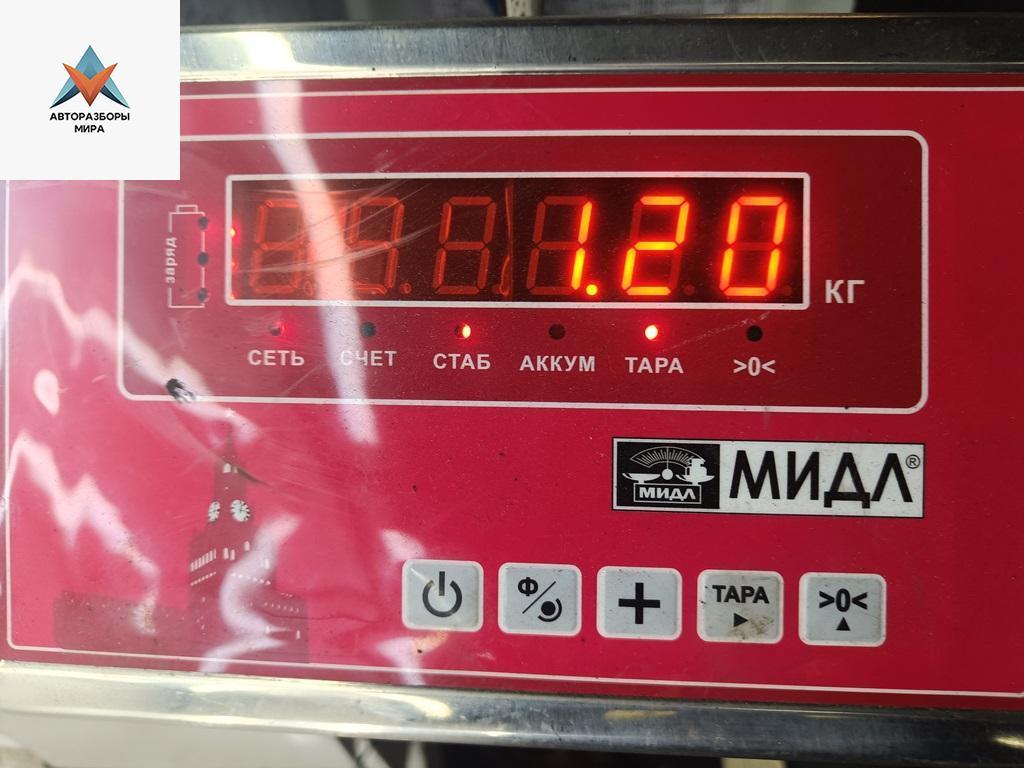 АВТОРАЗБОРЫ
МИРА
заряд
1.20
КГ
СЕТЬ СЧЕТ СТАБ АККУМ ТАРА >0<
МИДЛ МИДЛ®
Ф ТАРА >0<